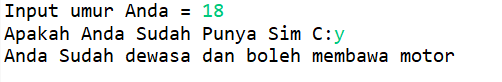 Input umur Anda = 18
Apakah Anda Sudah Punya Sim C:y
Anda Sudah dewasa dan boleh membawa motor